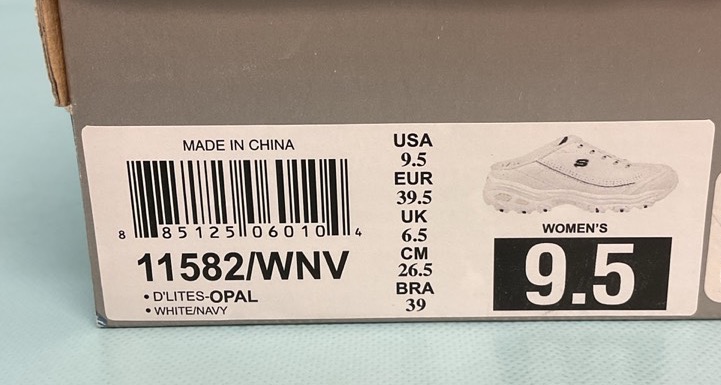 MADE IN CHINA
8 85125 06010 4
11582/WNV
• D'LITES-OPAL
• WHITE/NAVY
USA
9.5
EUR
39.5
UK
6.5
CM
26.5
BRA
39
S
WOMEN'S
9.5